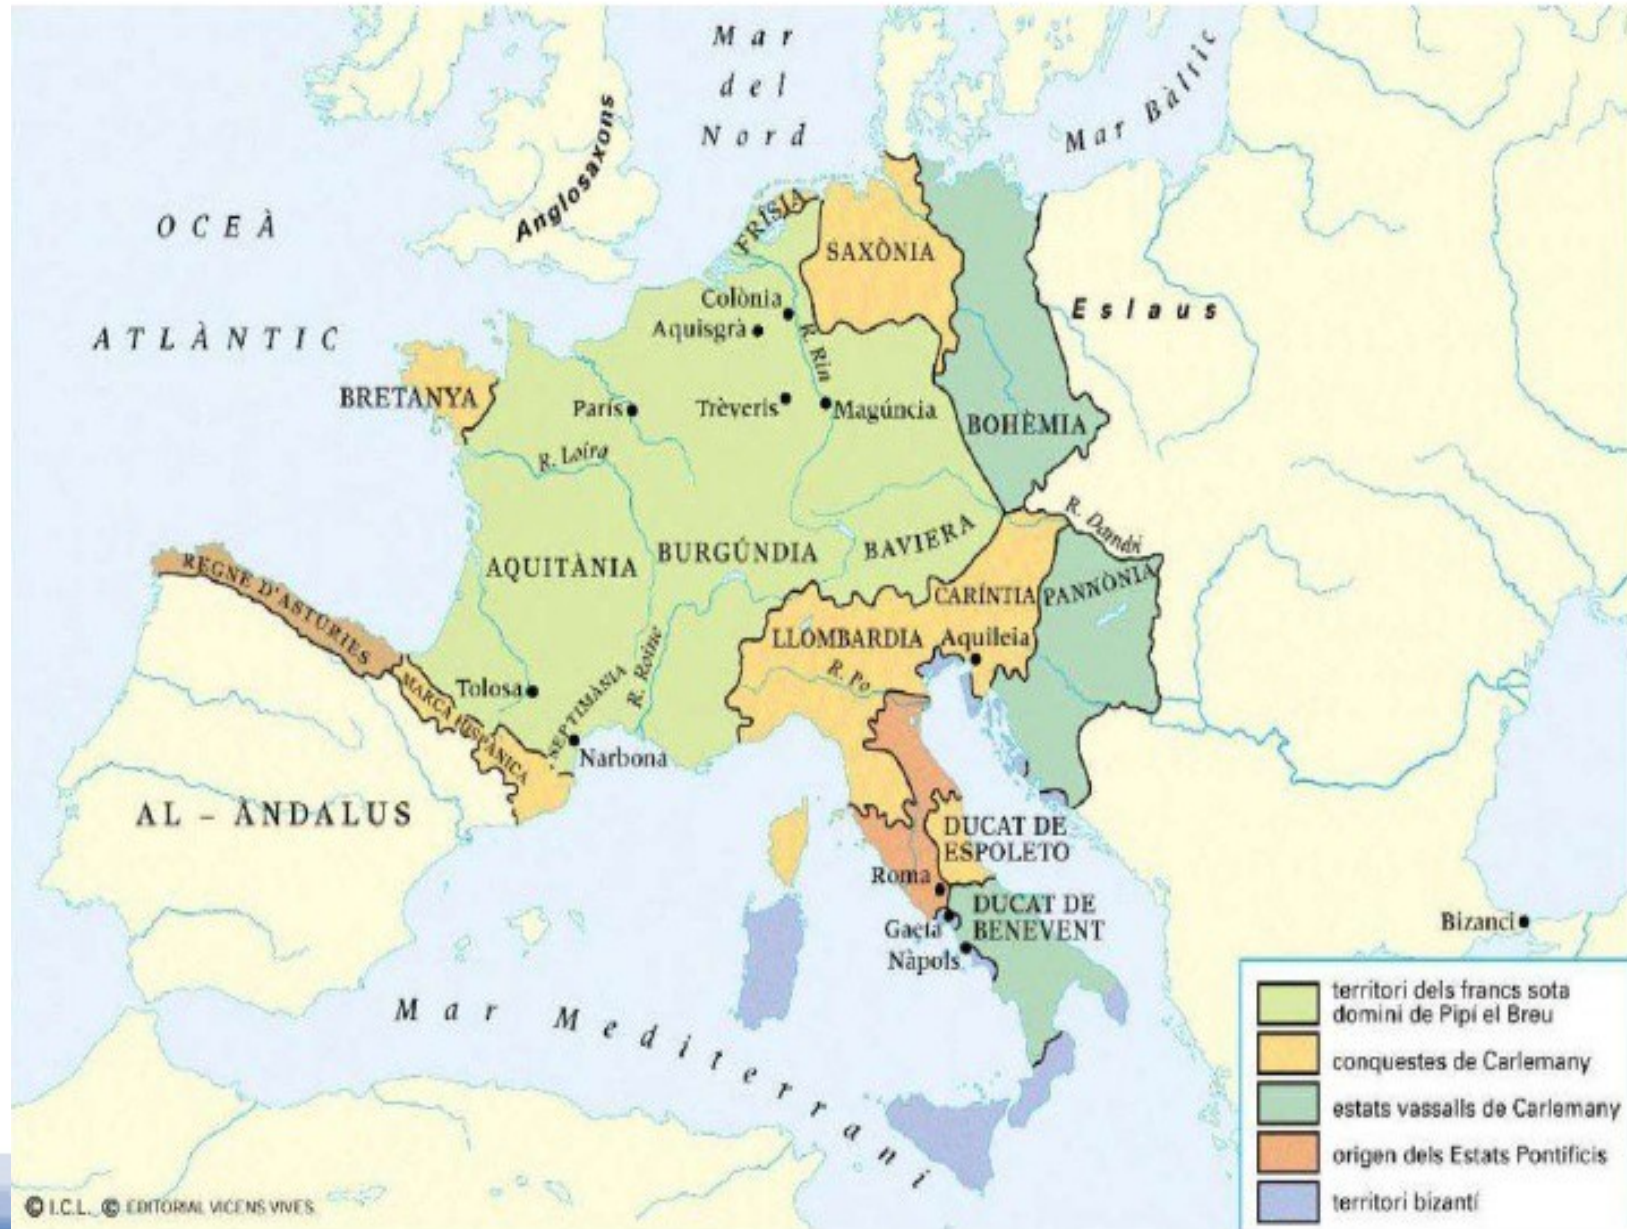 Mar
del
Nord
Mar Bàltic
Anglosaxons
OCEÀ
ATLÀNTIC
FRÍSIA
SAXÒNIA
Colònia
Aquisgrà
R. Rin
Eslaus
BRETANYA
París
Trèveris
Magúncia
BOHÈMIA
R. Loira
R. Danubi
AQUITÀNIA
BURGÚNDIA
BAVIERA
REGNE D'ASTÚRIES
CARÍNTIA
PANNÒNIA
LLOMBARDIA
Aquileia
R. Po
Tolosa
SEPTIMÀNIA
R. Roine
MARCA HISPÀNICA
Narbona
AL - ÀNDALUS
DUCAT DE
ESPOLETO
Roma
DUCAT DE
BENEVENT
Gaeta
Nàpols
Bizanci
Mar Mediterrani
territori dels francs sota
domini de Pipí el Breu
conquestes de Carlemany
estats vassalls de Carlemany
origen dels Estats Pontificis
territori bizantí
© I.C.L. © EDITORIAL VICENS VIVES